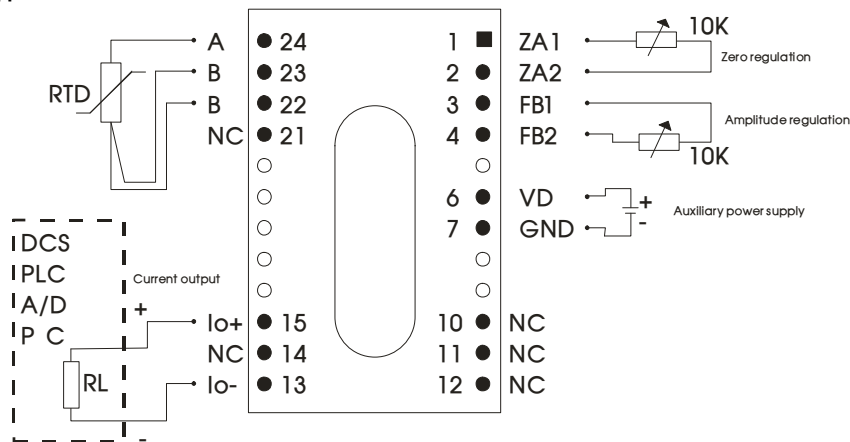 A 24 1 ZA1 10K
Zero regulation
B 23 2 ZA2
RTD
B 22 3 FB1
Amplitude regulation
NC 21 4 FB2
10K
6 VD +
Auxiliary power supply
7 GND -
DCS
PLC
Current output
A/D
+
P C
Io+ 15 10 NC
NC 14 11 NC
RL
Io- 13 12 NC
-